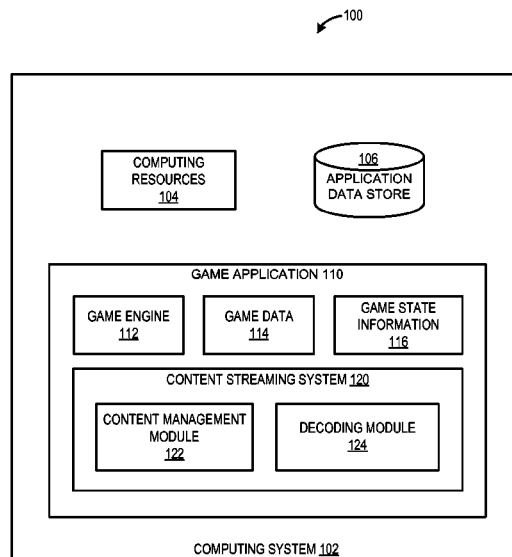 100
COMPUTING
RESOURCES
104
106
APPLICATION
DATA STORE
GAME APPLICATION 110
GAME ENGINE
112
GAME DATA
114
GAME STATE
INFORMATION
116
CONTENT STREAMING SYSTEM 120
CONTENT MANAGEMENT
MODULE
122
DECODING MODULE
124
COMPUTING SYSTEM 102